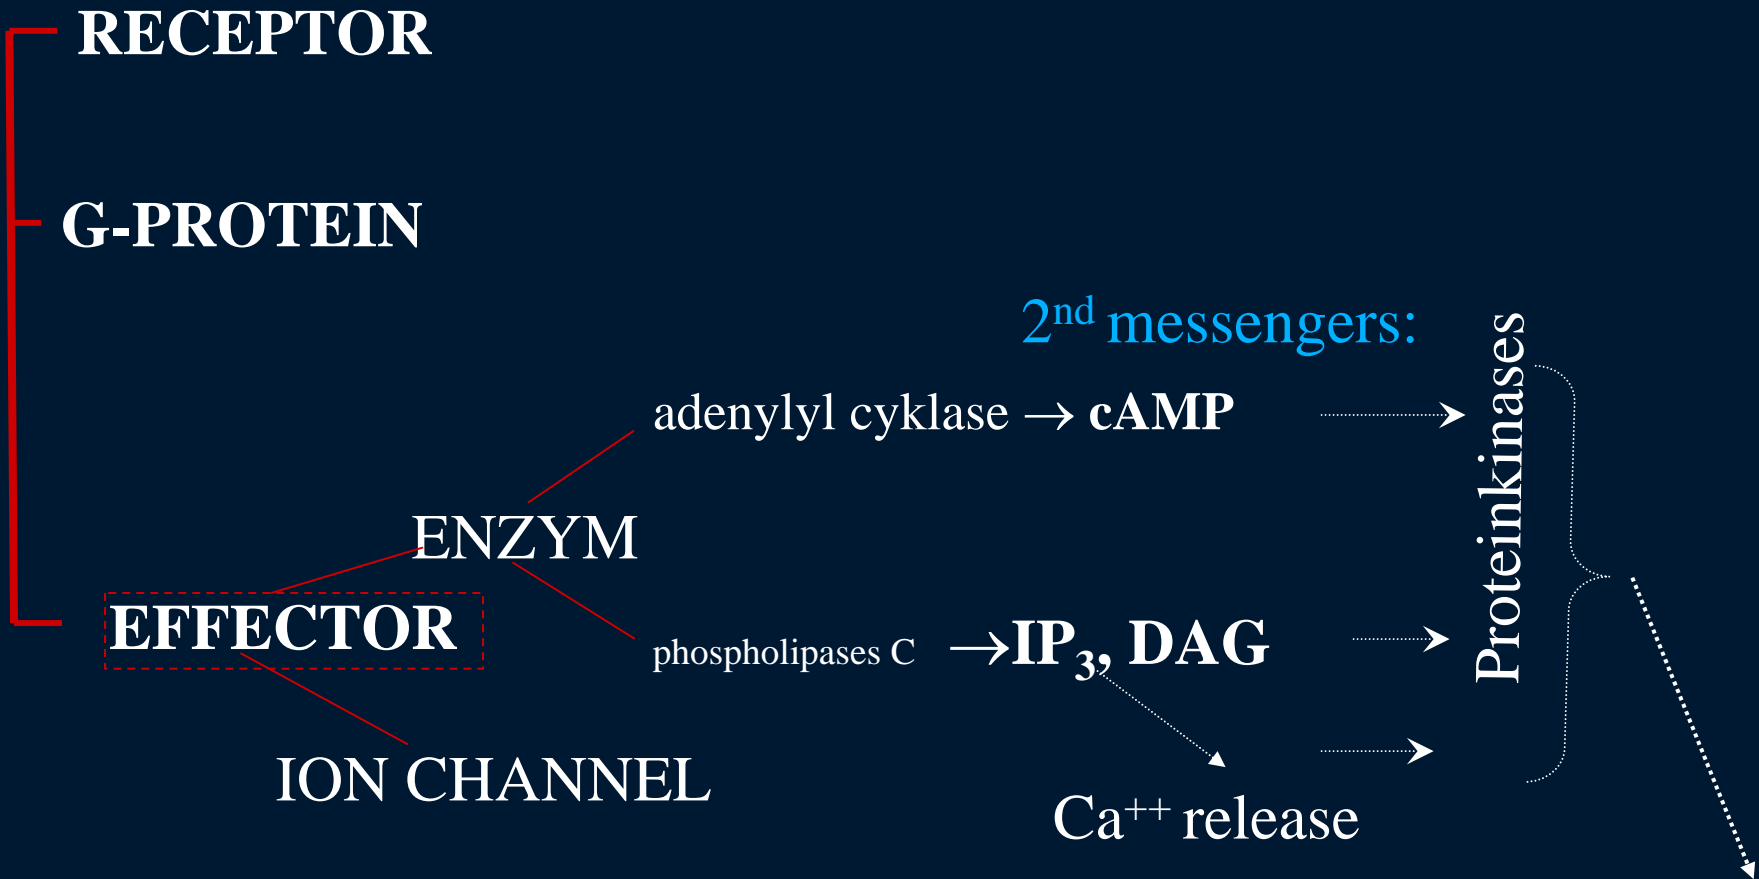 RECEPTOR
G-PROTEIN
2nd messengers:
adenylyl cyklase → cAMP
Proteinkinases
ENZYM
EFFECTOR
phospholipases C →IP3, DAG
ION CHANNEL
Ca++ release